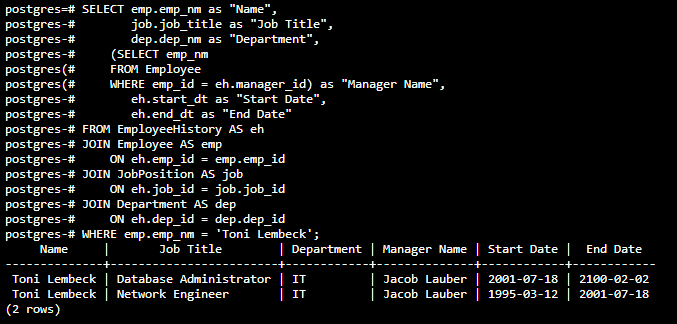 postgres=# SELECT emp.emp_nm as "Name",
postgres-#        job.job_title as "Job Title",
postgres-#        dep.dep_nm as "Department",
postgres-#     (SELECT emp_nm
postgres(#     FROM Employee
postgres(#     WHERE emp_id = eh.manager_id) as "Manager Name",
postgres-#        eh.start_dt as "Start Date",
postgres-#        eh.end_dt as "End Date"
postgres-# FROM EmployeeHistory AS eh
postgres-# JOIN Employee AS emp
postgres-#     ON eh.emp_id = emp.emp_id
postgres-# JOIN JobPosition AS job
postgres-#     ON eh.job_id = job.job_id
postgres-# JOIN Department AS dep
postgres-#     ON eh.dep_id = dep.dep_id
postgres-# WHERE emp.emp_nm = 'Toni Lembeck';
     Name     |       Job Title        | Department | Manager Name | Start Date |  End Date
--------------+------------------------+------------+--------------+------------+------------
 Toni Lembeck | Database Administrator | IT         | Jacob Lauber | 2001-07-18 | 2100-02-02
 Toni Lembeck | Network Engineer       | IT         | Jacob Lauber | 1995-03-12 | 2001-07-18
(2 rows)